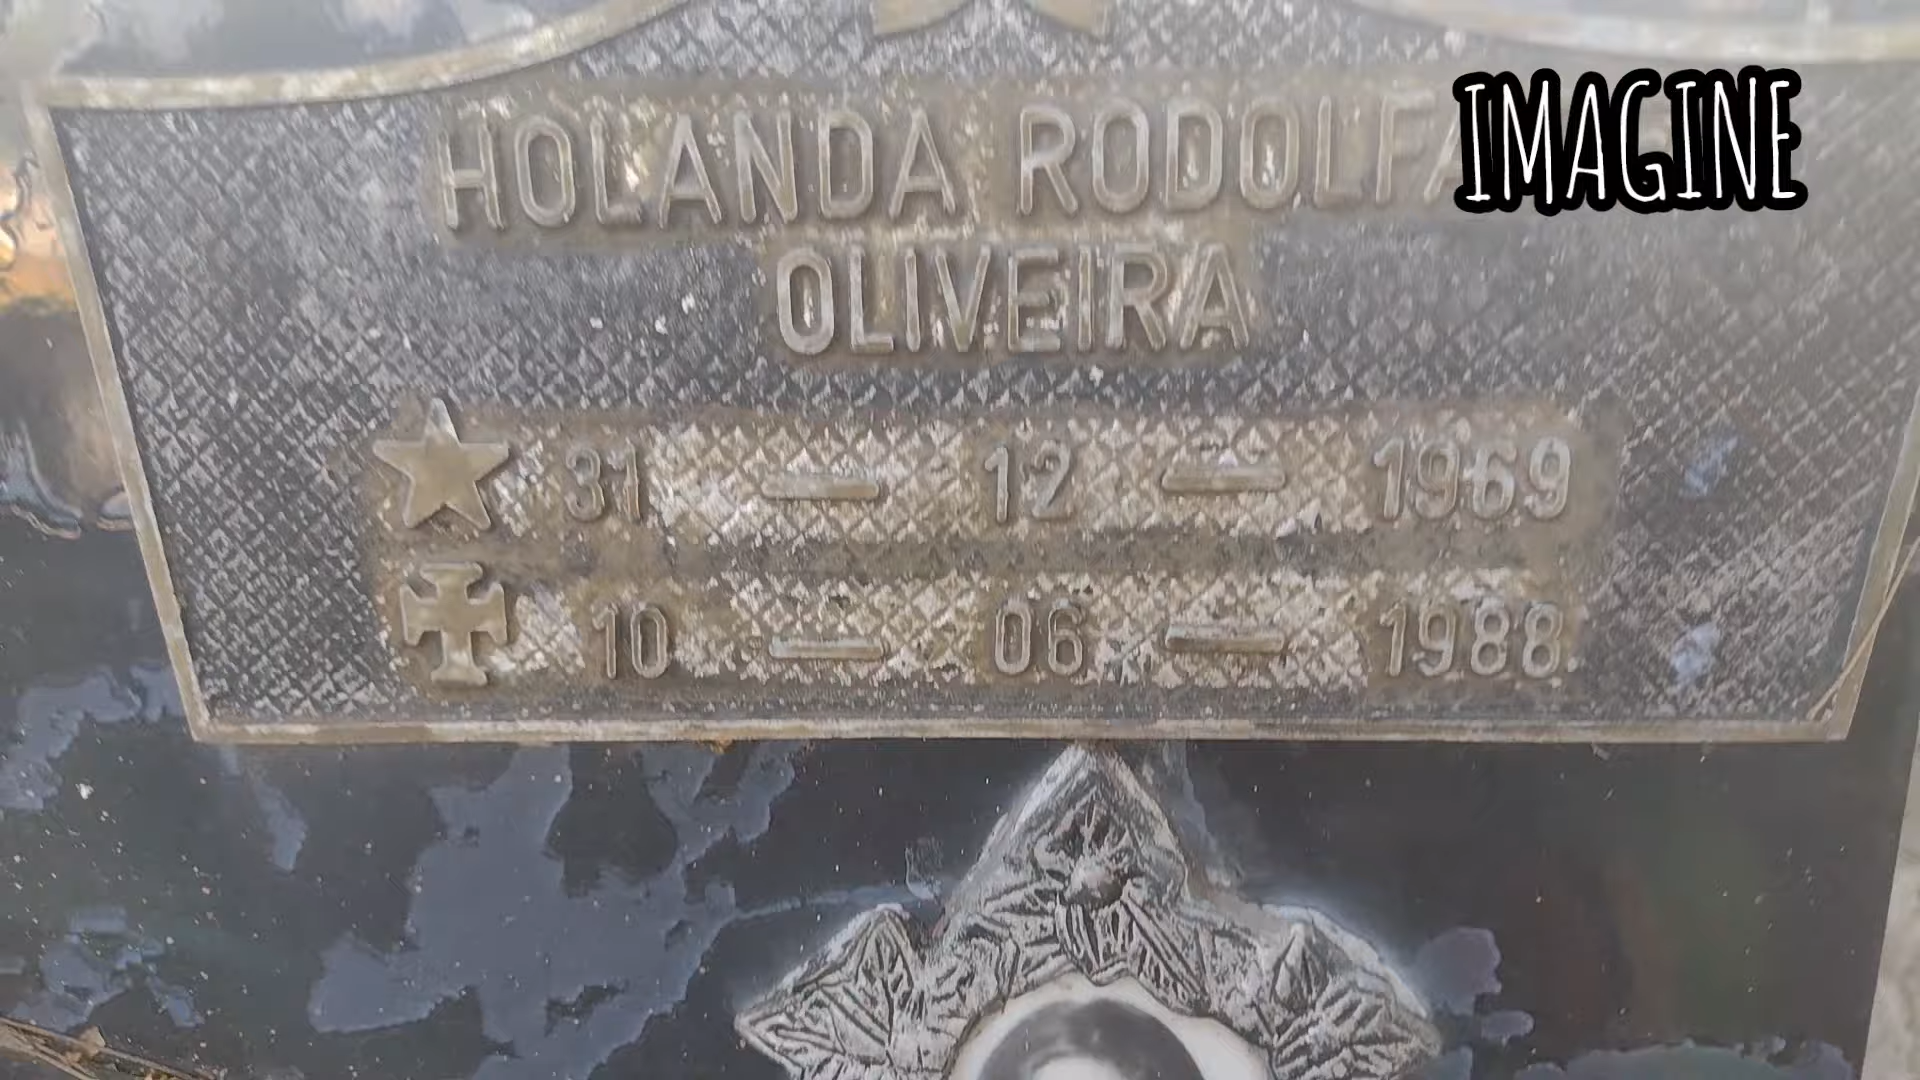 HOLANDA RODOLFA
IMAGINE
OLIVEIRA
31 — 12 — 1969
10 — 06 — 1988